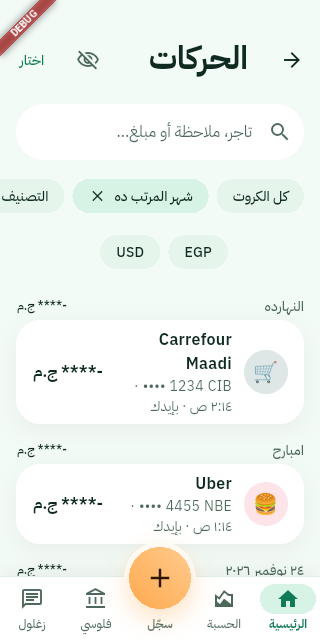 DEBUG
الحركات
اختار
تاجر، ملاحظة أو مبلغ...
كل الكروت
شهر المرتب ده
التصنيف
EGP
USD
النهارده
-**** ج.م
Carrefour
Maadi
-**** ج.م
· •••• 1234 CIB
٢:١٤ ص · بإيدك
امبارح
-**** ج.م
Uber
-**** ج.م
· •••• 4455 NBE
١:١٤ ص · بإيدك
٢٤ نوفمبر ٢٠٢٦
-**** ج.م
الرئيسية
الحسبة
سجّل
فلوسي
زغلول